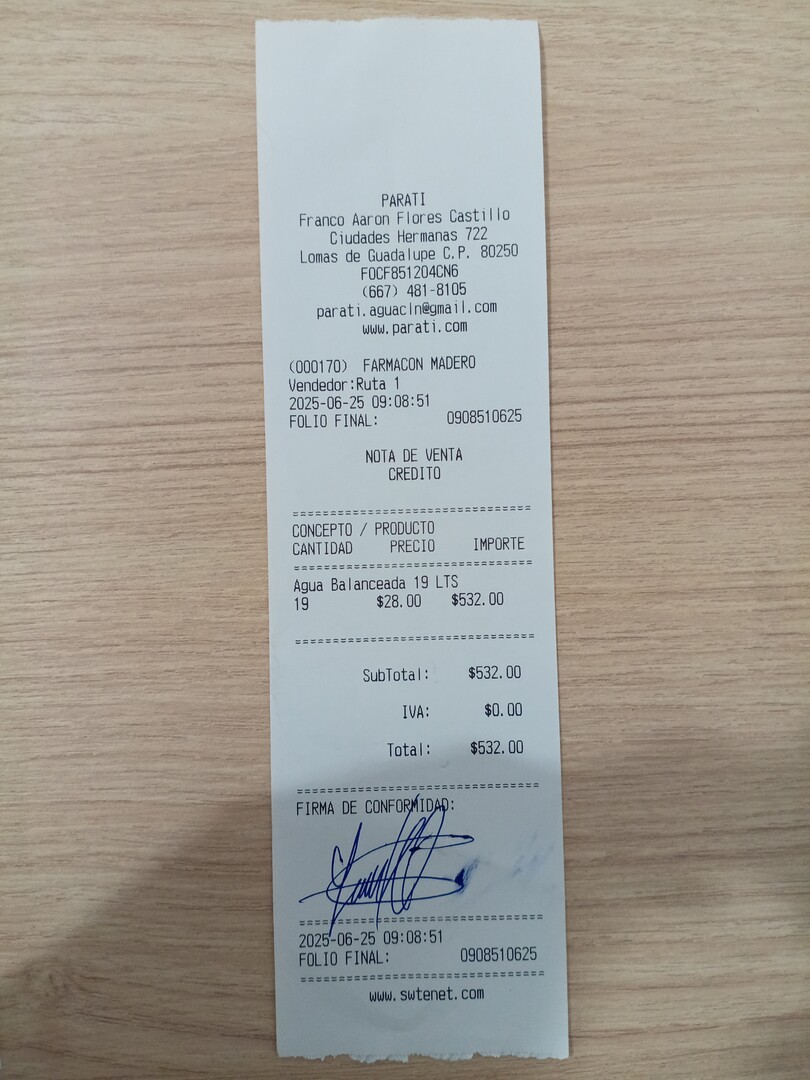 PARATI
Franco Aaron Flores Castillo
Ciudades Hermanas 722
Lomas de Guadalupe C.P. 80250
FOCF851204CN6
(667) 481-8105
parati.aguacln@gmail.com
www.parati.com
(000170) FARMACON MADERO
Vendedor:Ruta 1
2025-06-25 09:08:51
FOLIO FINAL: 0908510625
NOTA DE VENTA
CREDITO
===============================
CONCEPTO / PRODUCTO
CANTIDAD PRECIO IMPORTE
===============================
Agua Balanceada 19 LTS
19 $28.00 $532.00
===============================
SubTotal: $532.00
IVA: $0.00
Total: $532.00
===============================
FIRMA DE CONFORMIDAD:
===============================
2025-06-25 09:08:51
FOLIO FINAL: 0908510625
===============================
www.swtenet.com